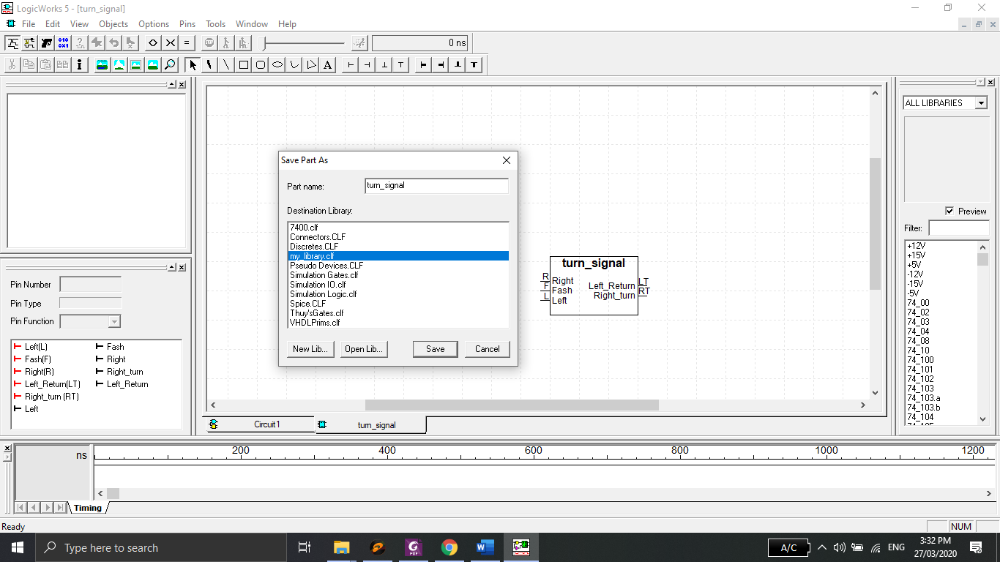 LogicWorks 5 - [turn_signal]
File Edit View Objects Options Pins Tools Window Help
0 ns
ALL LIBRARIES
Preview
Filter:
+12V
+15V
+5V
-12V
-15V
-5V
74_00
74_02
74_03
74_04
74_08
74_10
74_100
74_101
74_102
74_103
74_103.a
74_103.b
74_104
Save Part As
Part name: turn_signal
Destination Library:
7400.clf
Connectors.CLF
Discretes.CLF
my_library.clf
Pseudo Devices.CLF
Simulation Gates.clf
Simulation IO.clf
Simulation Logic.clf
Spice.CLF
Thuy'sGates.clf
VHDLPrims.clf
New Lib... Open Lib... Save Cancel
turn_signal
R Right
F Fash
L Left
Left_Return LT
Right_turn RT
Pin Number
Pin Type
Pin Function
Left(L) Fash
Fash(F) Right
Right(R) Right_turn
Left_Return(LT) Left_Return
Right_turn (RT)
Left
Circuit1 turn_signal
ns 200 400 600 800 1000 1200
Timing
Ready NUM
Type here to search
A/C ENG 3:32 PM
27/03/2020